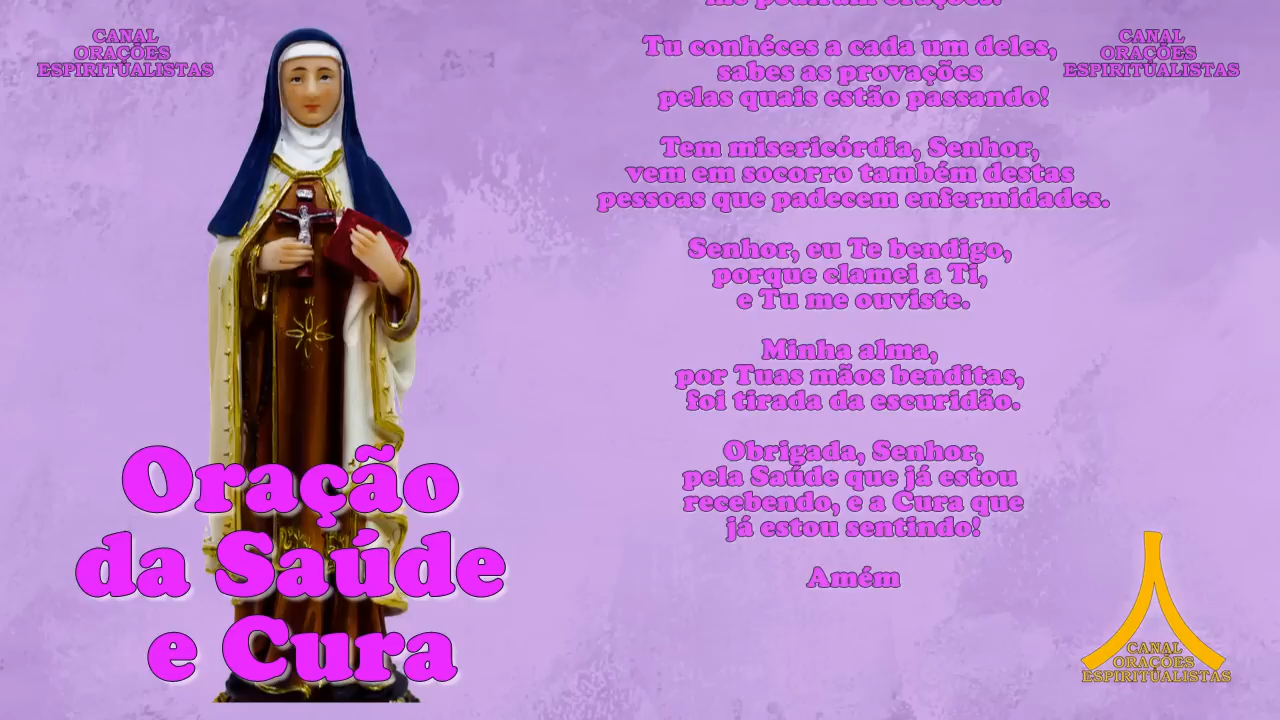 CANAL
ORAÇÕES
ESPIRITUALISTAS
Oração
da Saúde
e Cura
me pediram orações.
Tu conhéces a cada um deles,
sabes as provações
pelas quais estão passando!
Tem misericórdia, Senhor,
vem em socorro também destas
pessoas que padecem enfermidades.
Senhor, eu Te bendigo,
porque clamei a Ti,
e Tu me ouviste.
Minha alma,
por Tuas mãos benditas,
foi tirada da escuridão.
Obrigada, Senhor,
pela Saúde que já estou
recebendo, e a Cura que
já estou sentindo!
Amém
CANAL
ORAÇÕES
ESPIRITUALISTAS
CANAL
ORAÇÕES
ESPIRITUALISTAS